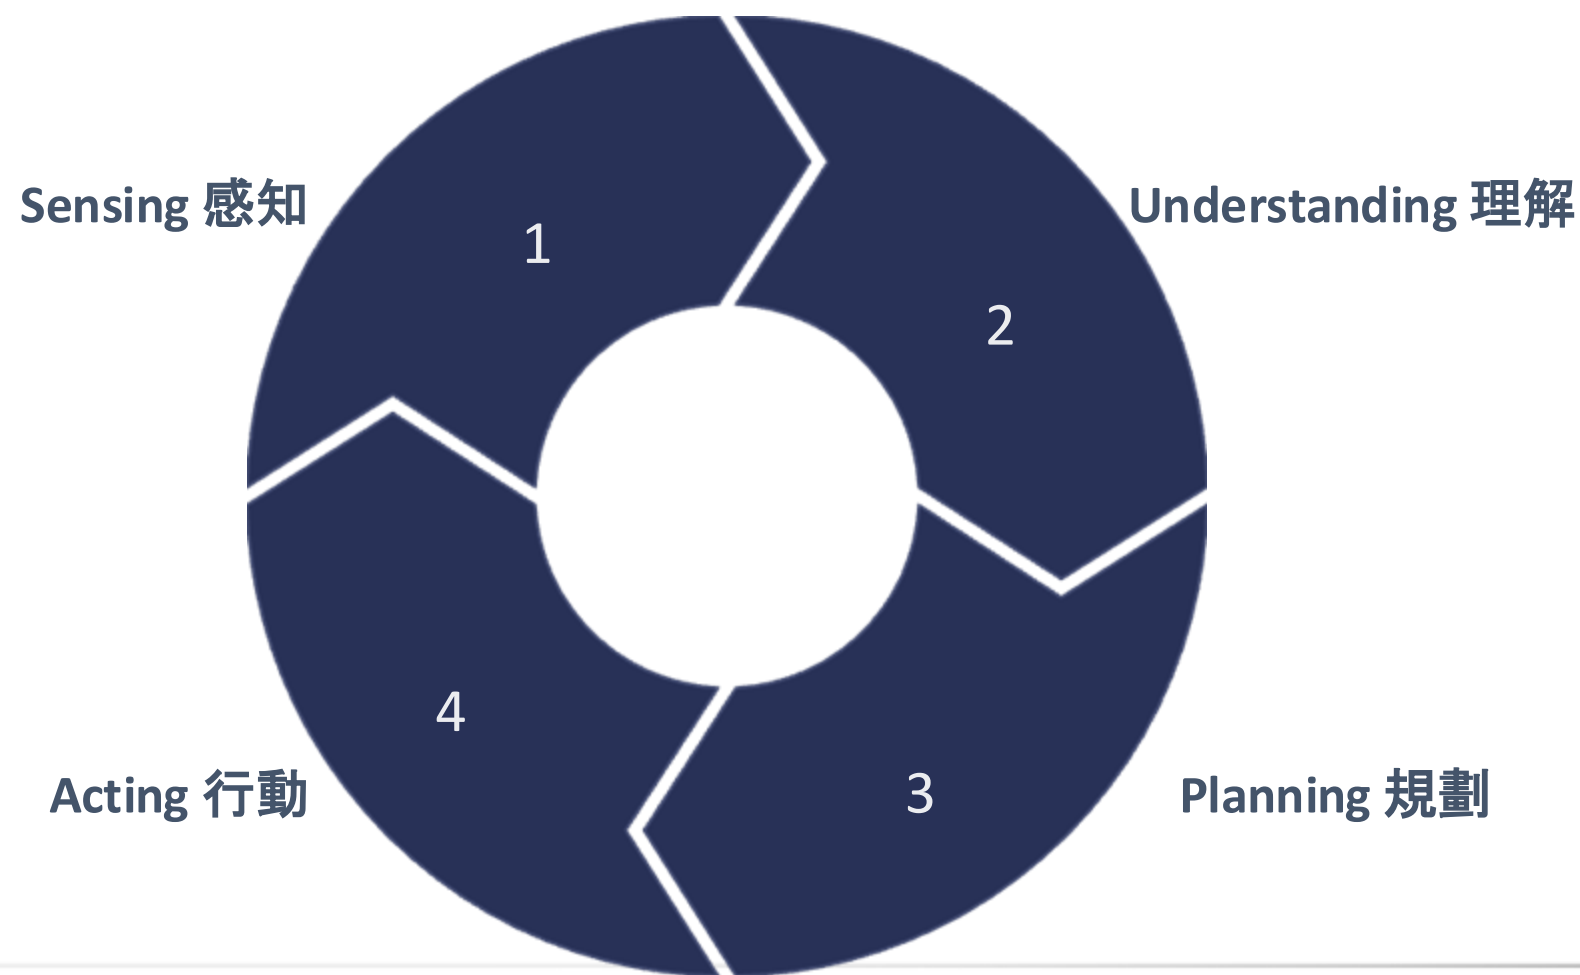 Sensing 感知
1
Understanding 理解
2
Planning 規劃
3
Acting 行動
4